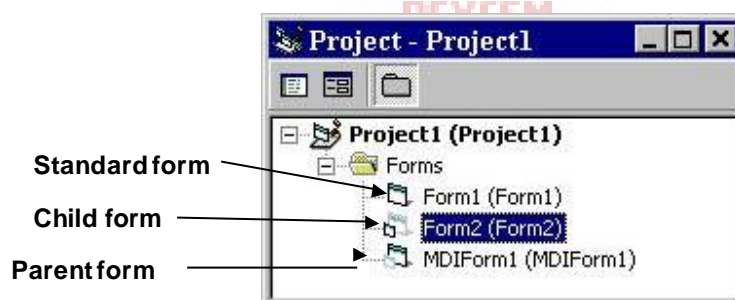 Project - Project1
Project1 (Project1)
Forms
Standard form
Form1 (Form1)
Child form
Form2 (Form2)
Parent form
MDIForm1 (MDIForm1)